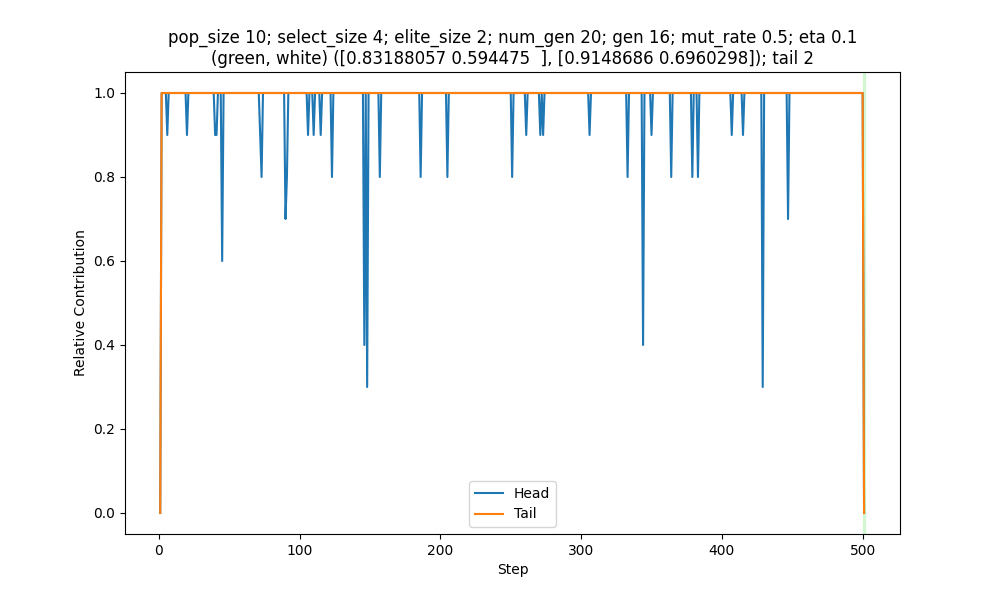 pop_size 10; select_size 4; elite_size 2; num_gen 20; gen 16; mut_rate 0.5; eta 0.1
(green, white) ([0.83188057 0.594475  ], [0.9148686 0.6960298]); tail 2
1.0
0.8
0.6
0.4
0.2
0.0
Relative Contribution
Head
Tail
0 100 200 300 400 500
Step